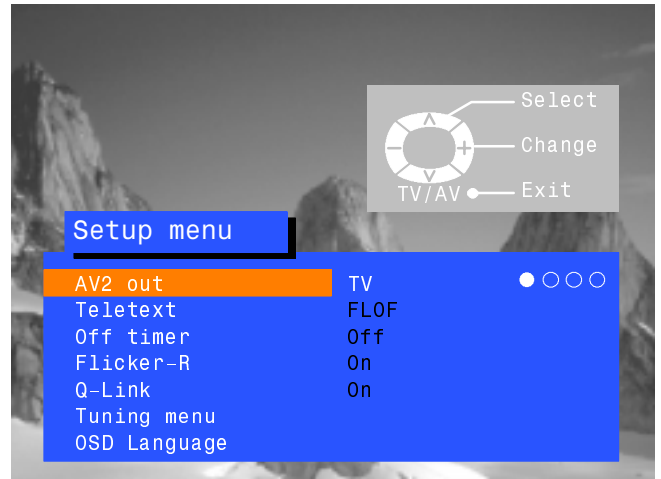 Select
Change
TV/AV Exit
Setup menu
AV2 out TV
Teletext FLOF
Off timer Off
Flicker-R On
Q-Link On
Tuning menu
OSD Language